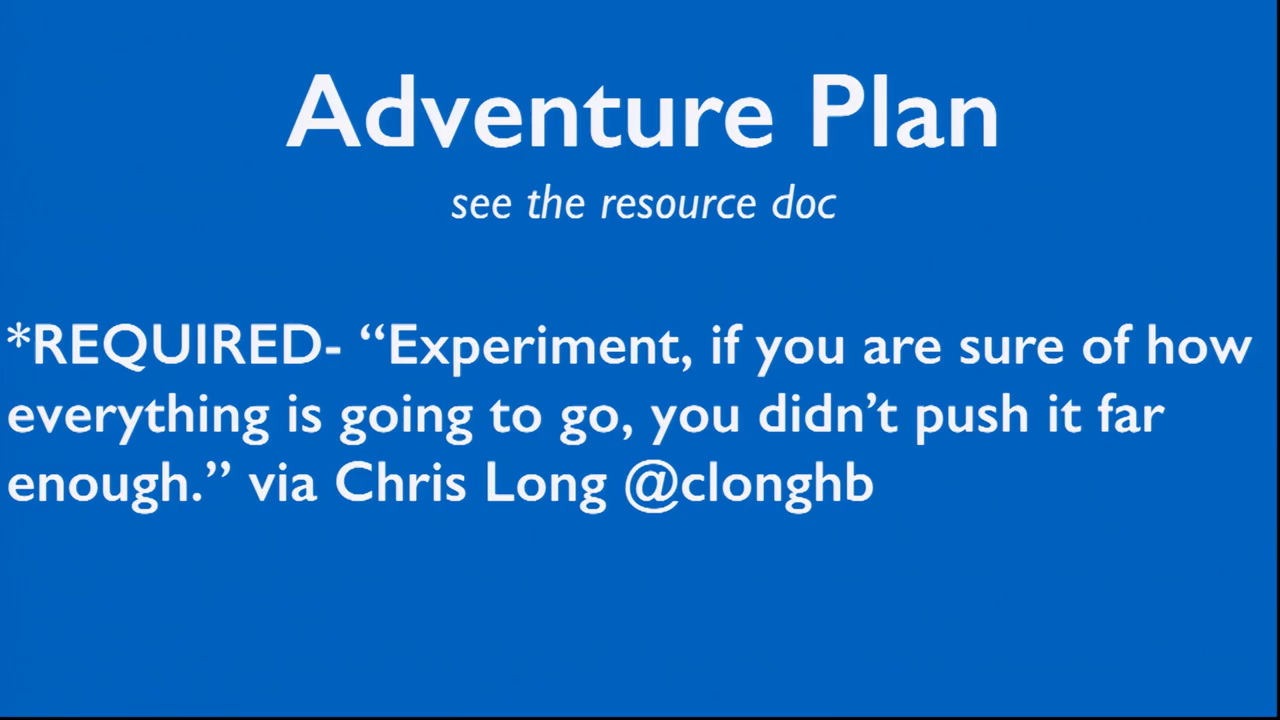 Adventure Plan
see the resource doc
*REQUIRED- “Experiment, if you are sure of how
everything is going to go, you didn’t push it far
enough.” via Chris Long @clonghb